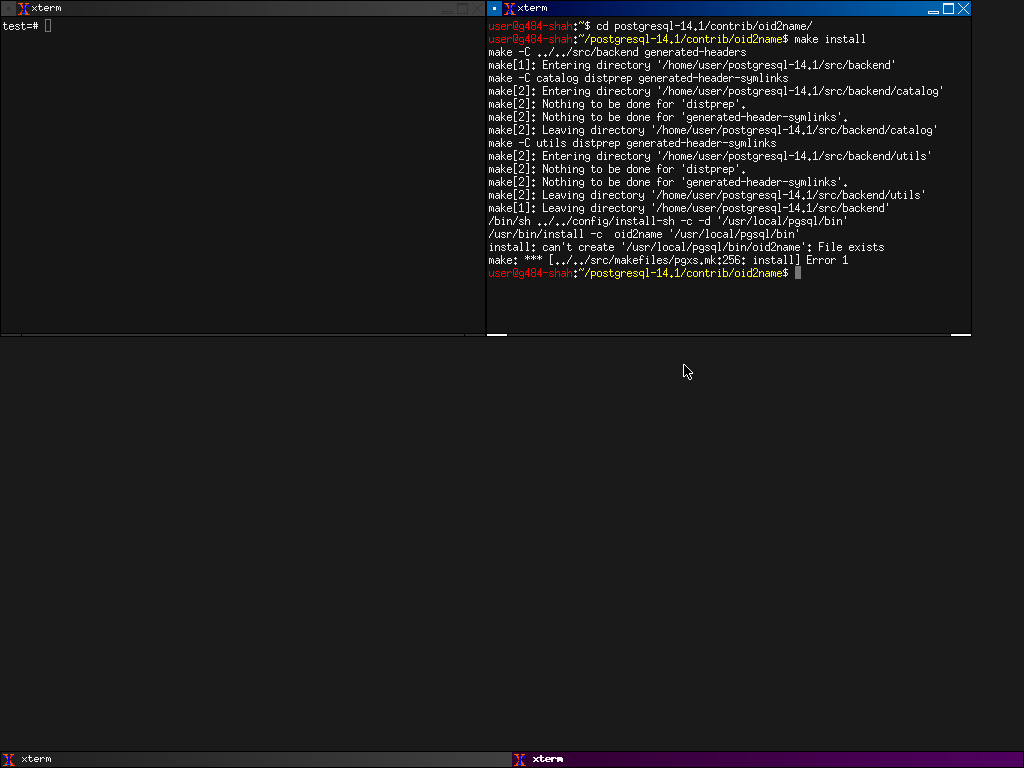 xterm
test=#
xterm
user@g484-shah:~$ cd postgresql-14.1/contrib/oid2name/
user@g484-shah:~/postgresql-14.1/contrib/oid2name$ make install
make -C ../../src/backend generated-headers
make[1]: Entering directory '/home/user/postgresql-14.1/src/backend'
make -C catalog distprep generated-header-symlinks
make[2]: Entering directory '/home/user/postgresql-14.1/src/backend/catalog'
make[2]: Nothing to be done for 'distprep'.
make[2]: Nothing to be done for 'generated-header-symlinks'.
make[2]: Leaving directory '/home/user/postgresql-14.1/src/backend/catalog'
make -C utils distprep generated-header-symlinks
make[2]: Entering directory '/home/user/postgresql-14.1/src/backend/utils'
make[2]: Nothing to be done for 'distprep'.
make[2]: Nothing to be done for 'generated-header-symlinks'.
make[2]: Leaving directory '/home/user/postgresql-14.1/src/backend/utils'
make[1]: Leaving directory '/home/user/postgresql-14.1/src/backend'
/bin/sh ../../config/install-sh -c -d '/usr/local/pgsql/bin'
/usr/bin/install -c  oid2name '/usr/local/pgsql/bin'
install: can't create '/usr/local/pgsql/bin/oid2name': File exists
make: *** [../../src/makefiles/pgxs.mk:256: install] Error 1
user@g484-shah:~/postgresql-14.1/contrib/oid2name$
xterm
xterm